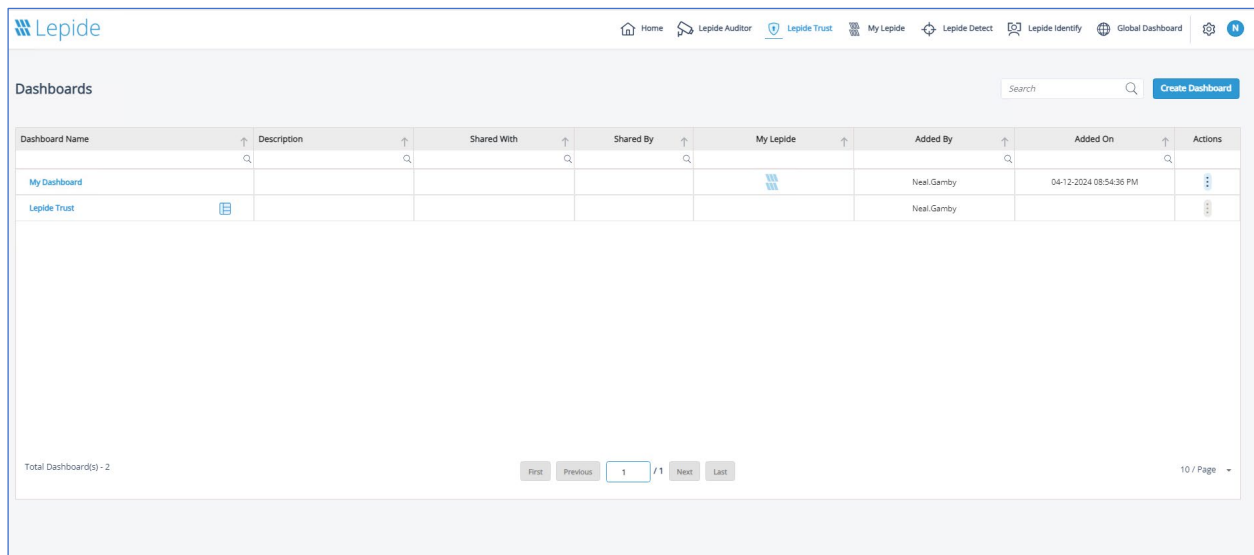 Lepide
Home Lepide Auditor Lepide Trust My Lepide Lepide Detect Lepide Identify Global Dashboard N
Dashboards
Search Create Dashboard
Dashboard Name Description Shared With Shared By My Lepide Added By Added On Actions
My Dashboard Neal.Gamby 04-12-2024 08:54:36 PM
Lepide Trust Neal.Gamby
Total Dashboard(s) - 2 First Previous 1 / 1 Next Last 10 / Page